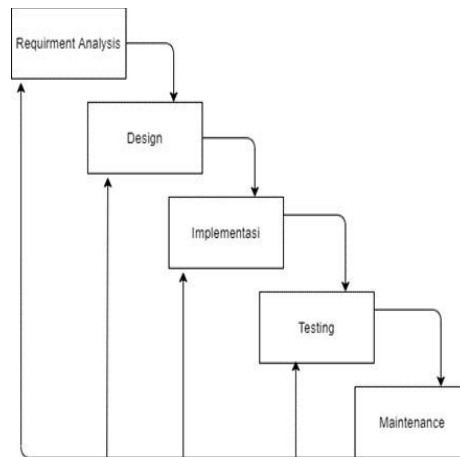 Requirment Analysis
Design
Implementasi
Testing
Maintenance